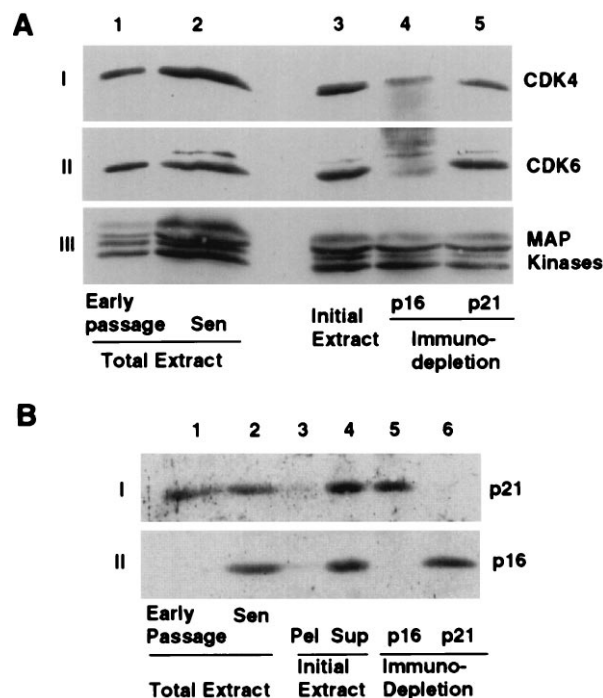 A
1 2 3 4 5
I CDK4
II CDK6
III MAP Kinases
Early passage Sen
Total Extract
Initial Extract
p16 p21
Immuno-
depletion
B
1 2 3 4 5 6
I p21
II p16
Early Passage Sen
Pel Sup p16 p21
Total Extract
Initial Extract
Immuno-
Depletion